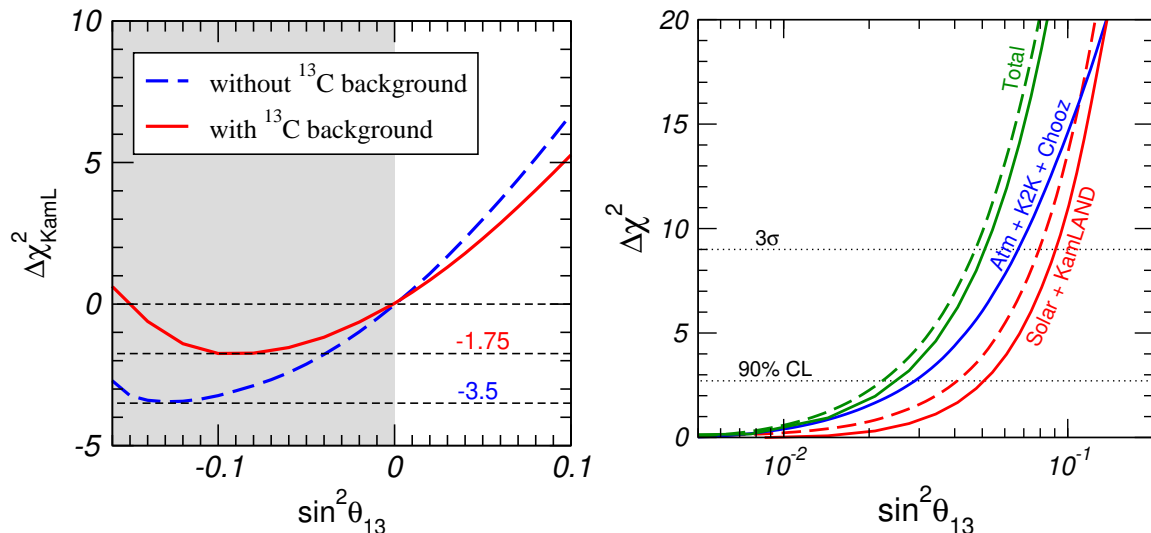 10
5
0
-5
Δχ²KamL
without ¹³C background
with ¹³C background
-1.75
-3.5
-0.1
0
0.1
sin²θ₁₃
20
15
10
5
0
Δχ²
Total
Atm + K2K + Chooz
Solar + KamLAND
3σ
90% CL
10⁻²
10⁻¹
sin²θ₁₃